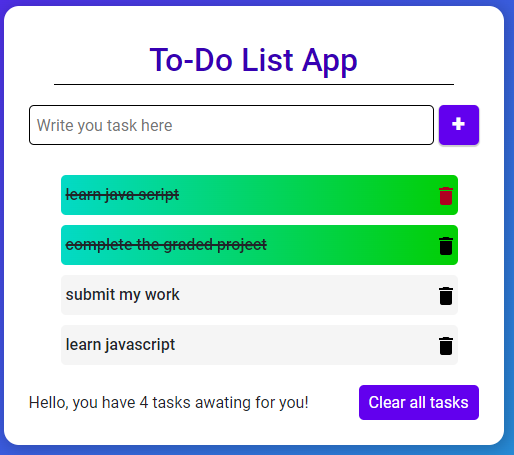 To-Do List App
Write you task here
+
learn java script
complete the graded project
submit my work
learn javascript
Hello, you have 4 tasks awating for you!
Clear all tasks